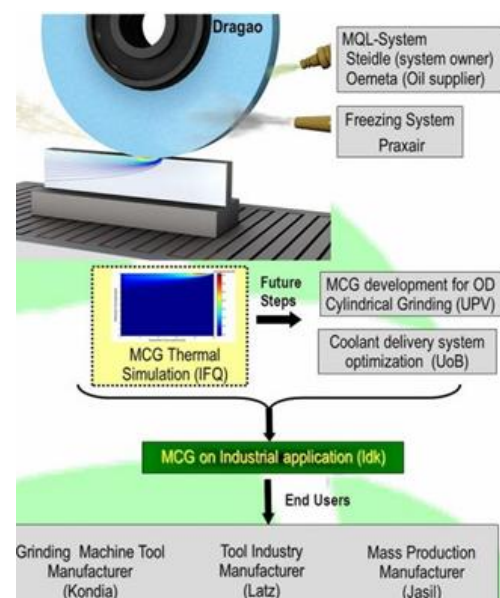 Dragao
MQL-System
Steidle (system owner)
Oemeta (Oil supplier)
Freezing System
Praxair
MCG Thermal
Simulation (IFQ)
Future
Steps
MCG development for OD
Cylindrical Grinding (UPV)
Coolant delivery system
optimization (UoB)
MCG on Industrial application (Idk)
End Users
Grinding Machine Tool
Manufacturer
(Kondia)
Tool Industry
Manufacturer
(Latz)
Mass Production
Manufacturer
(Jasil)